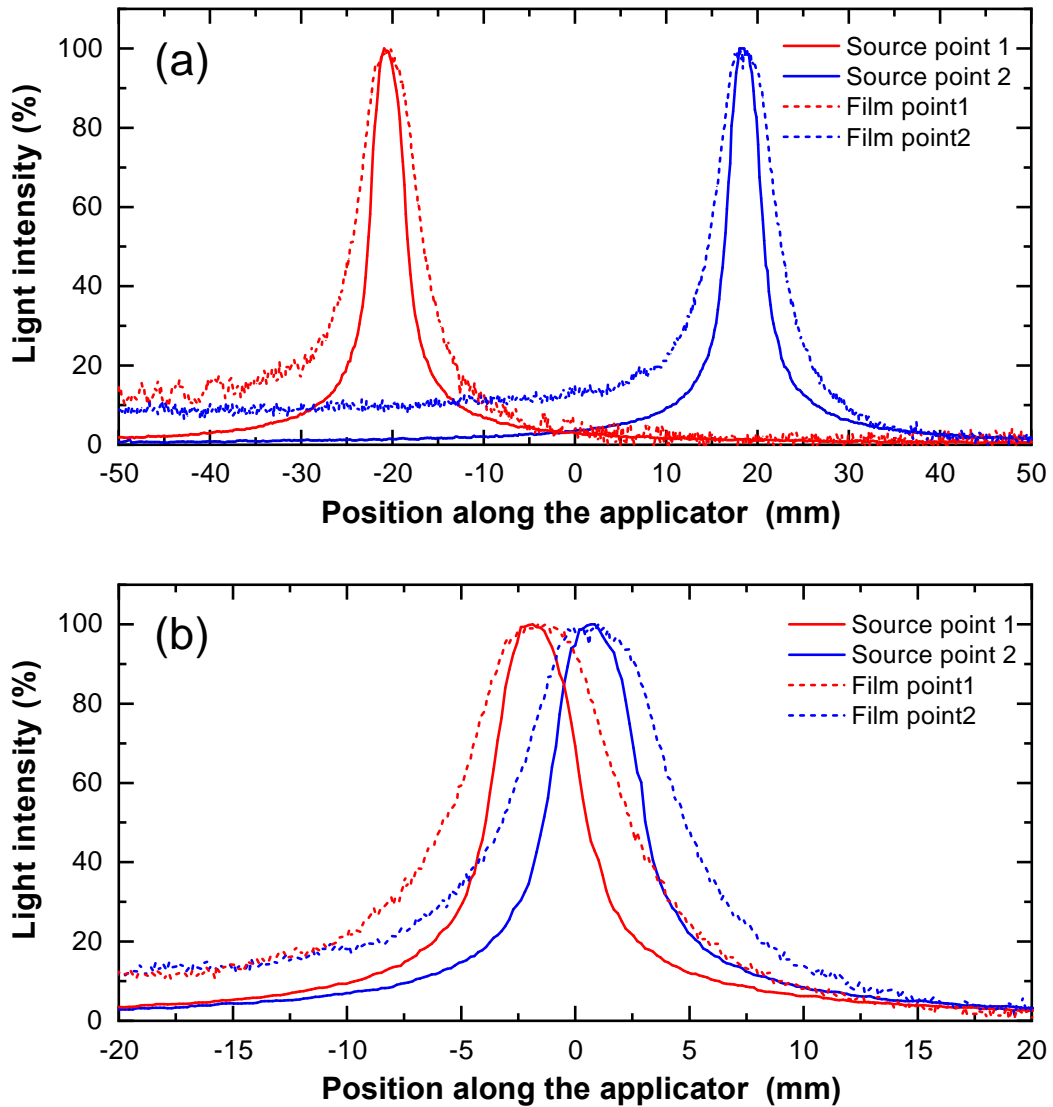 (a)
Source point 1
Source point 2
Film point1
Film point2
Lignt intensity (%)
100
80
60
40
20
0
-50 -40 -30 -20 -10 0 10 20 30 40 50
Position along the applicator (mm)
(b)
Source point 1
Source point 2
Film point1
Film point2
Light intensity (%)
100
80
60
40
20
0
-20 -15 -10 -5 0 5 10 15 20
Position along the applicator (mm)